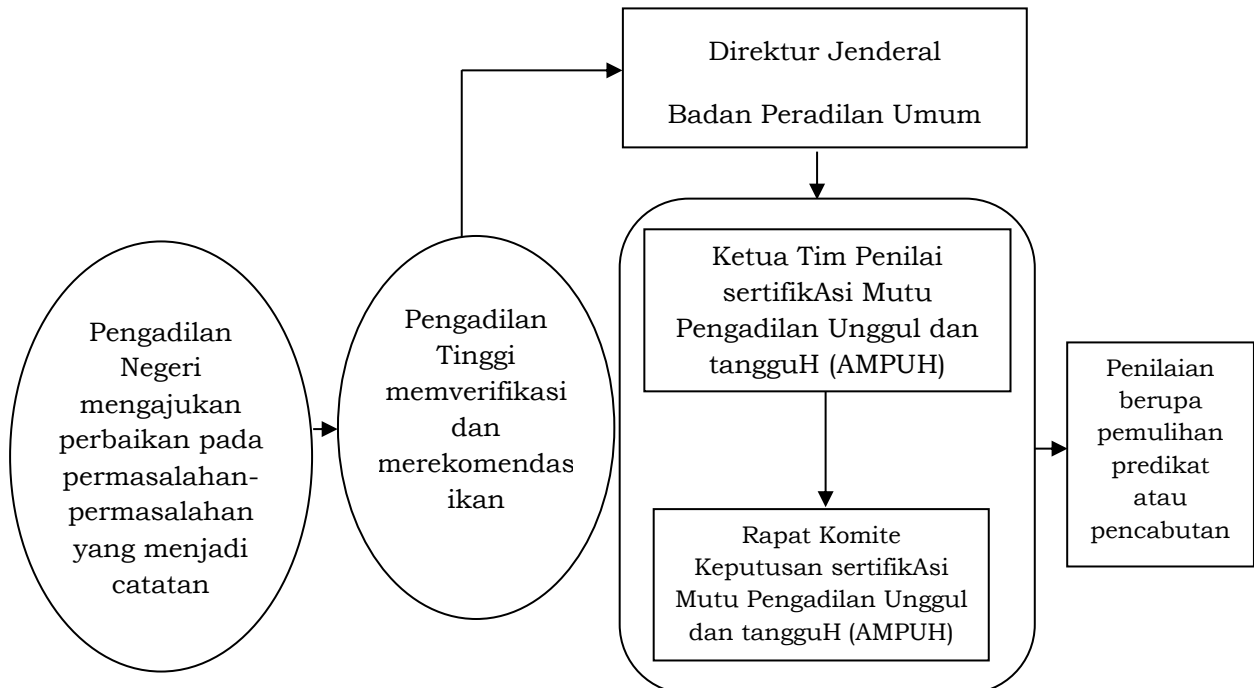 Pengadilan
Negeri
mengajukan
perbaikan pada
permasalahan-
permasalahan
yang menjadi
catatan
Pengadilan
Tinggi
memverifikasi
dan
merekomendas
ikan
Direktur Jenderal
Badan Peradilan Umum
Ketua Tim Penilai
sertifikAsi Mutu
Pengadilan Unggul dan
tangguH (AMPUH)
Rapat Komite
Keputusan sertifikAsi
Mutu Pengadilan Unggul
dan tangguH (AMPUH)
Penilaian
berupa
pemulihan
predikat
atau
pencabutan